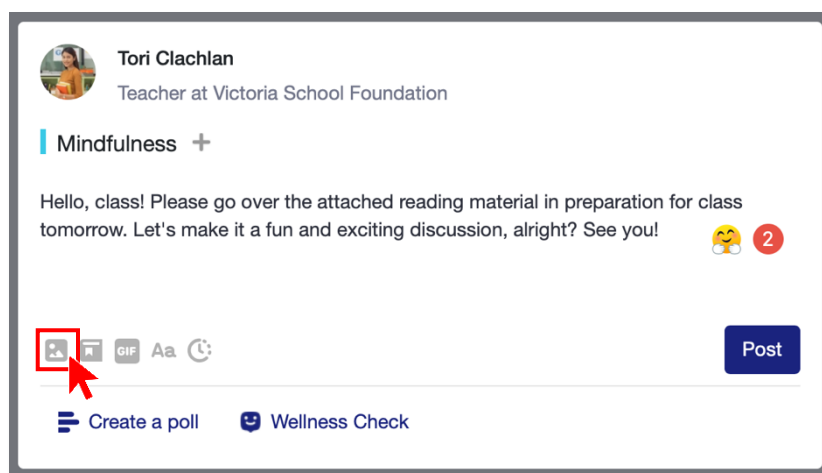 Tori Clachlan
Teacher at Victoria School Foundation
Mindfulness +
Hello, class! Please go over the attached reading material in preparation for class
tomorrow. Let's make it a fun and exciting discussion, alright? See you!
2
GIF Aa
Post
Create a poll Wellness Check